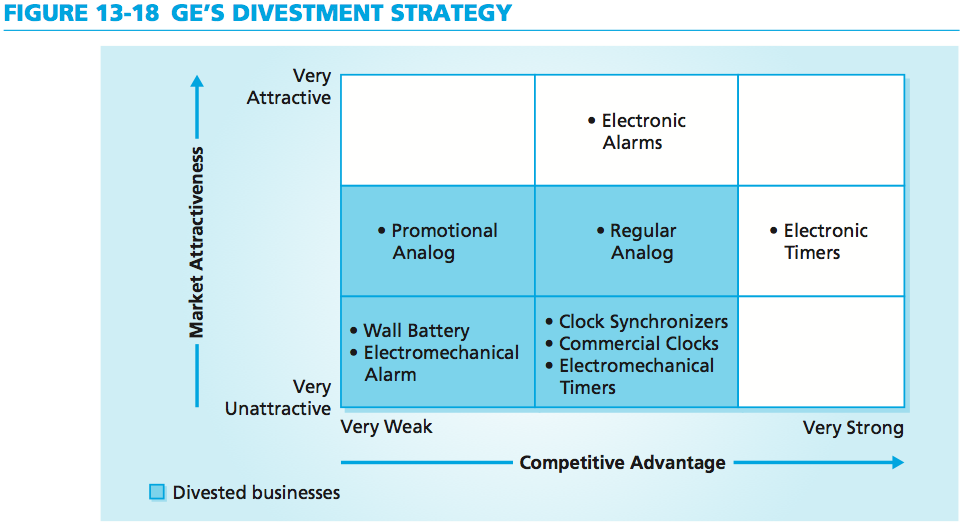 FIGURE 13-18 GE'S DIVESTMENT STRATEGY
Very
Attractive
Market Attractiveness
Very
Unattractive
• Electronic
Alarms
• Promotional
Analog
• Regular
Analog
• Electronic
Timers
• Wall Battery
• Electromechanical
Alarm
• Clock Synchronizers
• Commercial Clocks
• Electromechanical
Timers
Very Weak
Very Strong
Competitive Advantage
Divested businesses